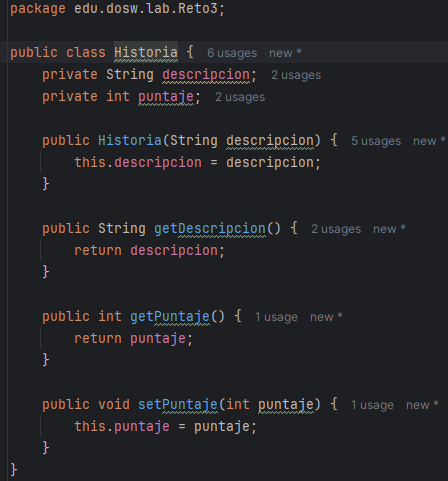 package edu.dosw.lab.Reto3;
public class Historia { 6 usages new *
private String descripcion; 2 usages
private int puntaje; 2 usages
public Historia(String descripcion) { 5 usages new *
this.descripcion = descripcion;
}
public String getDescripcion() { 2 usages new *
return descripcion;
}
public int getPuntaje() { 1 usage new *
return puntaje;
}
public void setPuntaje(int puntaje) { 1 usage new *
this.puntaje = puntaje;
}
}